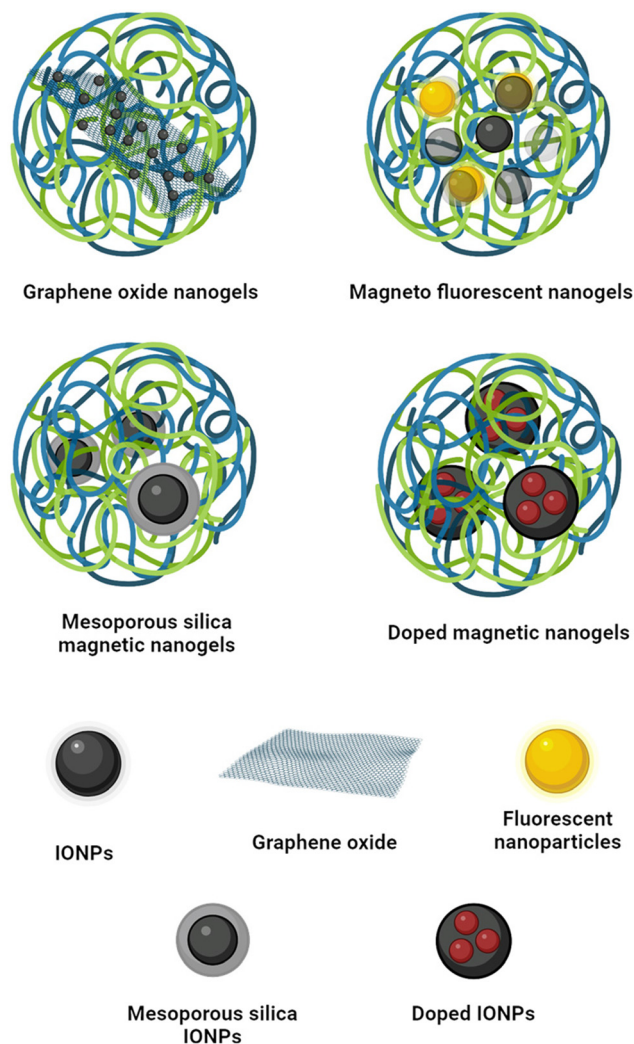 Graphene oxide nanogels
Magneto fluorescent nanogels
Mesoporous silica
magnetic nanogels
Doped magnetic nanogels
IONPs
Graphene oxide
Fluorescent
nanoparticles
Mesoporous silica
IONPs
Doped IONPs